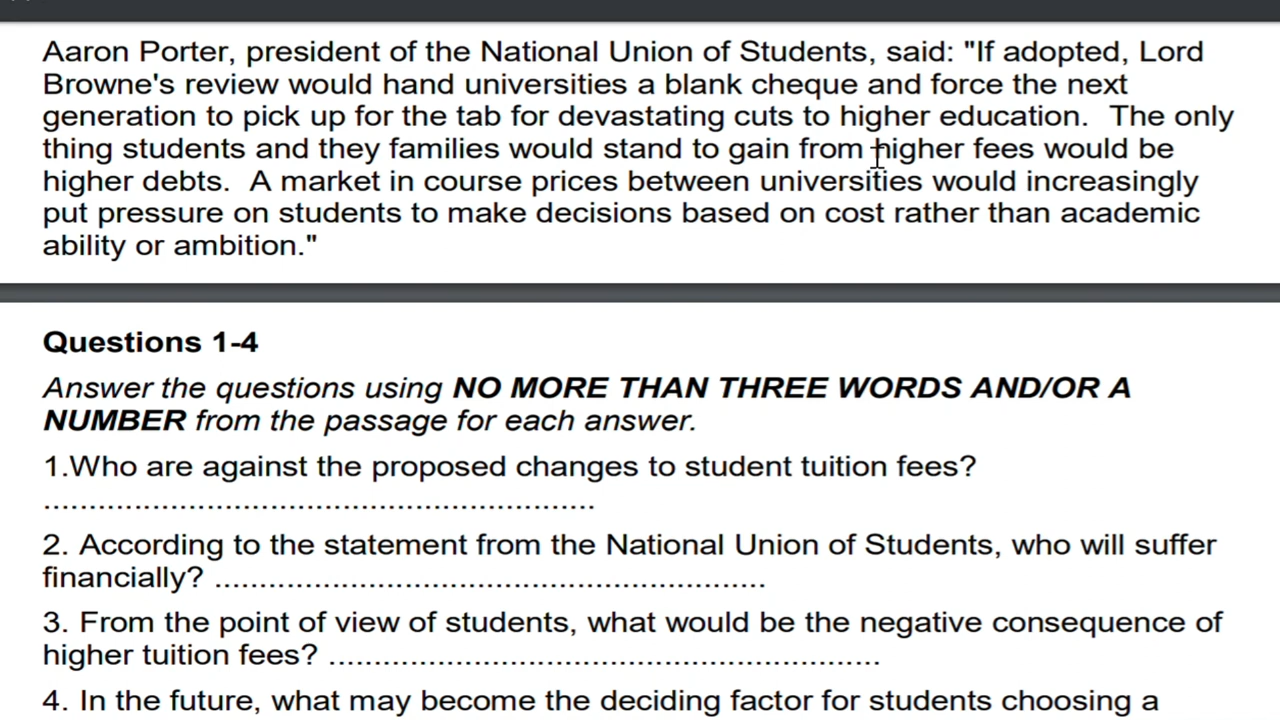 Aaron Porter, president of the National Union of Students, said: "If adopted, Lord
Browne's review would hand universities a blank cheque and force the next
generation to pick up for the tab for devastating cuts to higher education.  The only
thing students and they families would stand to gain from higher fees would be
higher debts.  A market in course prices between universities would increasingly
put pressure on students to make decisions based on cost rather than academic
ability or ambition."
Questions 1-4
Answer the questions using NO MORE THAN THREE WORDS AND/OR A
NUMBER from the passage for each answer.
1.Who are against the proposed changes to student tuition fees?
............................................................
2. According to the statement from the National Union of Students, who will suffer
financially? ............................................................
3. From the point of view of students, what would be the negative consequence of
higher tuition fees? ............................................................
4. In the future, what may become the deciding factor for students choosing a